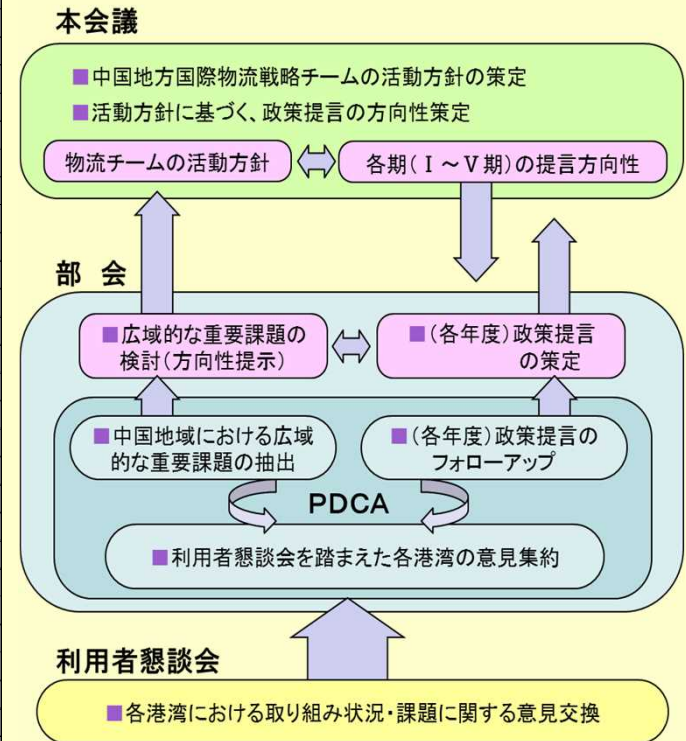 本会議
■中国地方国際物流戦略チームの活動方針の策定
■活動方針に基づく、政策提言の方向性策定
物流チームの活動方針
各期(Ⅰ～Ⅴ期)の提言方向性
部 会
■広域的な重要課題の
検討(方向性提示)
■(各年度)政策提言
の策定
■中国地域における広域
的な重要課題の抽出
■(各年度)政策提言の
フォローアップ
PDCA
■利用者懇談会を踏まえた各港湾の意見集約
利用者懇談会
■各港湾における取り組み状況・課題に関する意見交換